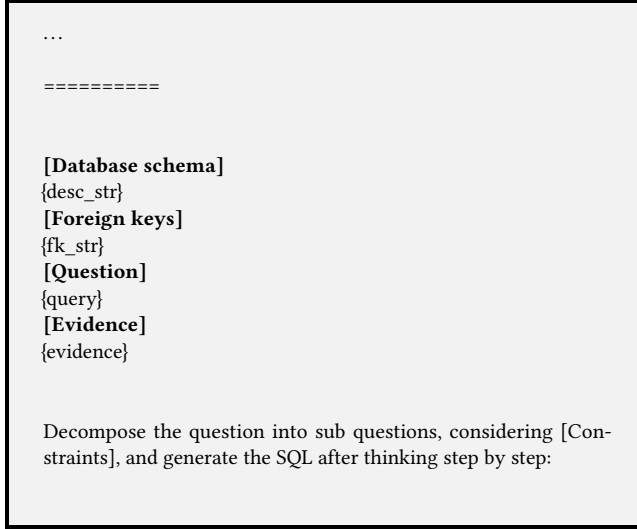 ...
==========
[Database schema]
{desc_str}
[Foreign keys]
{fk_str}
[Question]
{query}
[Evidence]
{evidence}
Decompose the question into sub questions, considering [Con-
straints], and generate the SQL after thinking step by step: